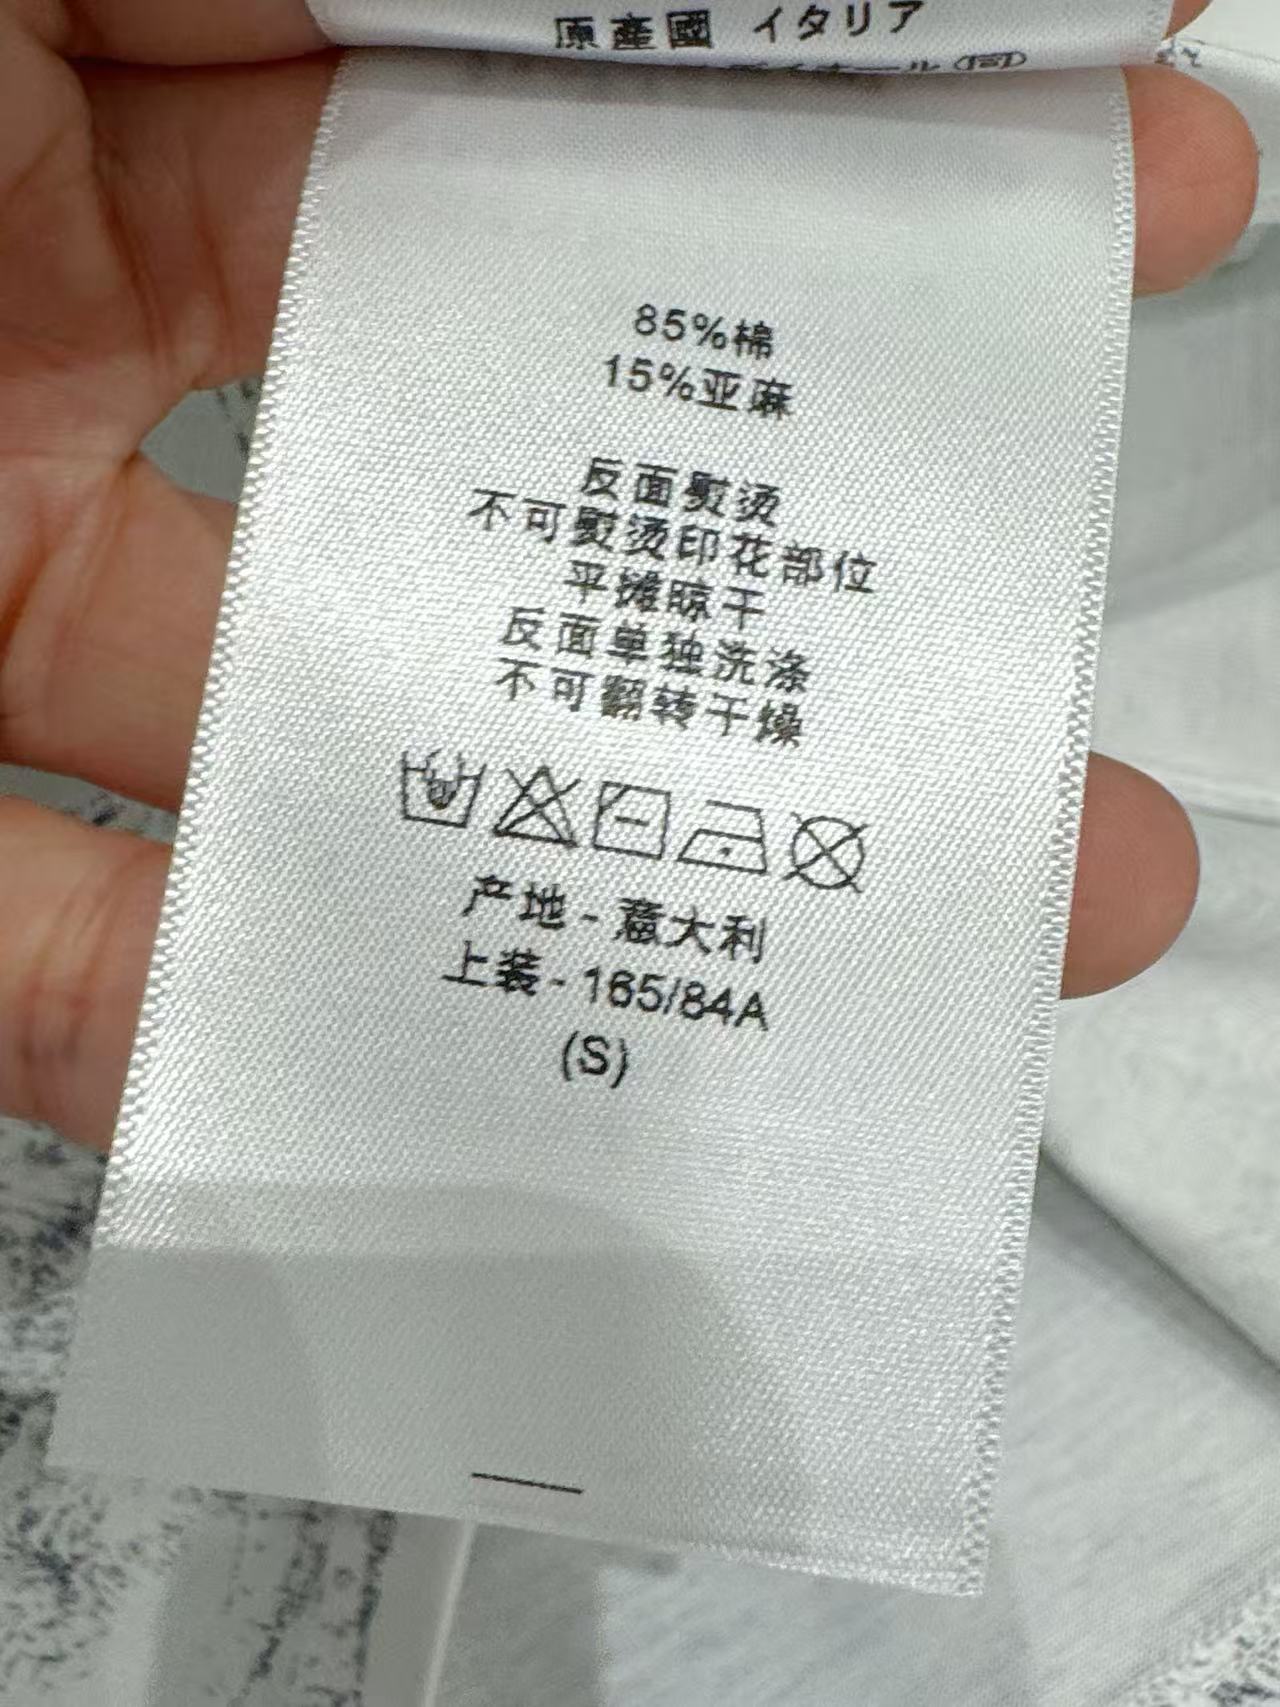 原產國 イタリア
85%棉
15%亚麻
反面熨烫
不可熨烫印花部位
平摊晾干
反面单独洗涤
不可翻转干燥
产地 - 意大利
上装 - 165/84A
(S)